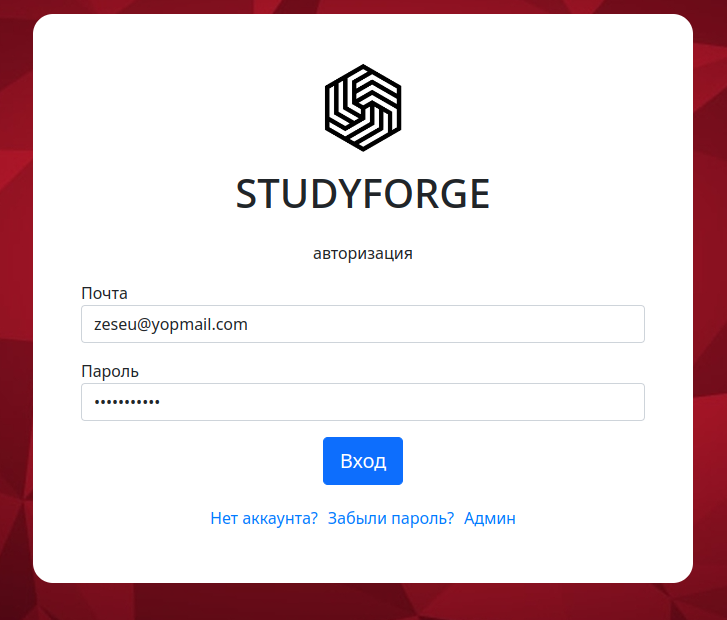 STUDYFORGE
авторизация
Почта
zeseu@yopmail.com
Пароль
•••••••••••
Вход
Нет аккаунта? Забыли пароль? Админ